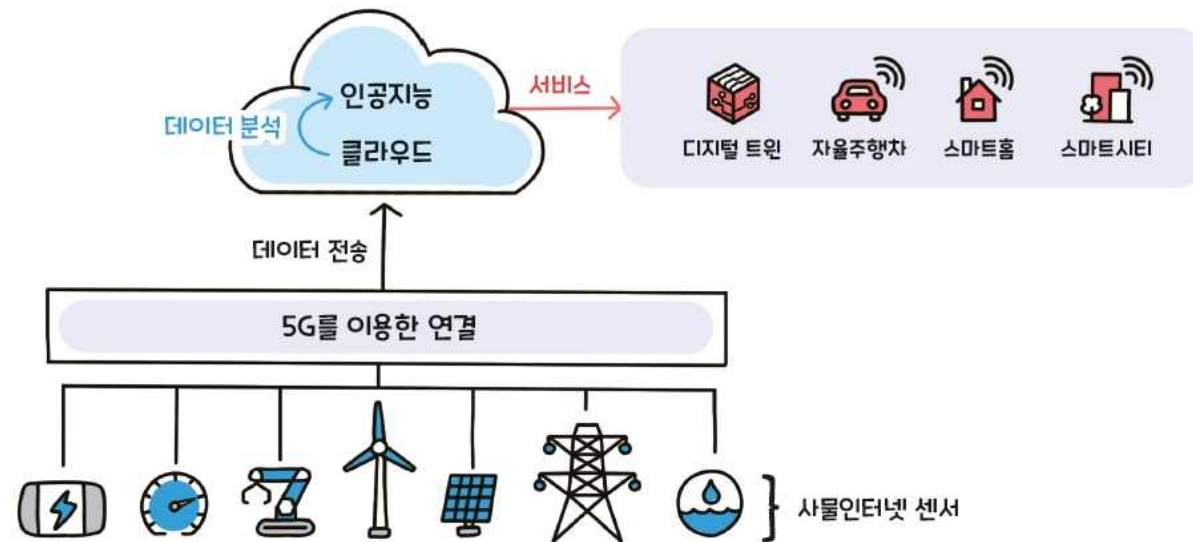 인공지능
서비스
데이터 분석
클라우드
디지털 트윈 자율주행차 스마트홈 스마트시티
데이터 전송
5G를 이용한 연결
사물인터넷 센서